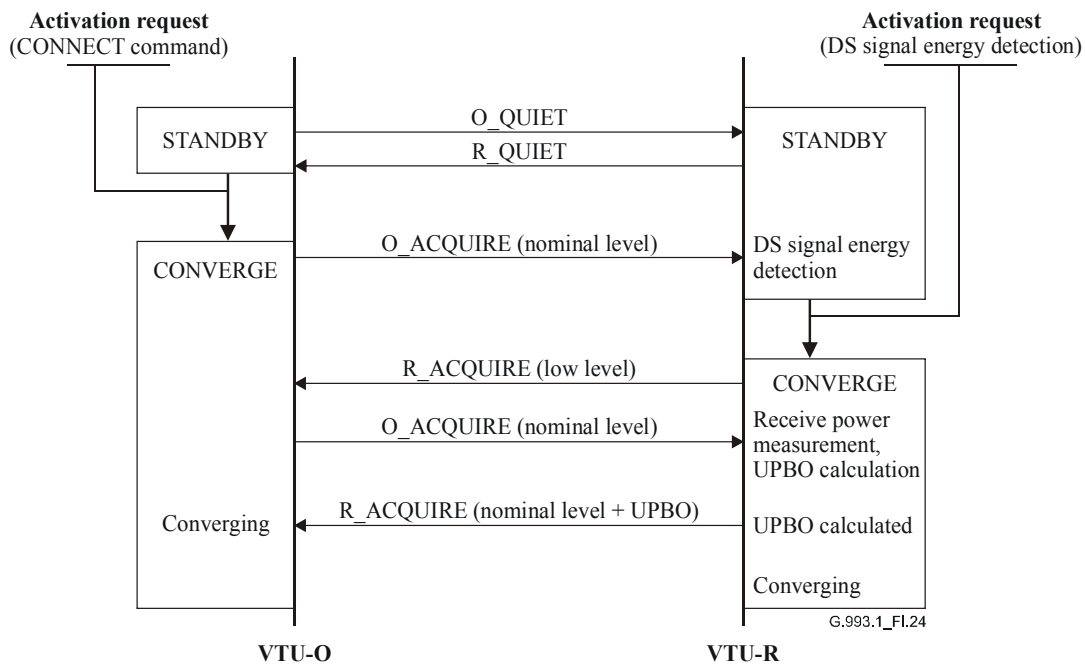 Activation request
(CONNECT command)
Activation request
(DS signal energy detection)
STANDBY
O_QUIET
R_QUIET
STANDBY
CONVERGE
O_ACQUIRE (nominal level)
DS signal energy
detection
R_ACQUIRE (low level)
CONVERGE
O_ACQUIRE (nominal level)
Receive power
measurement,
UPBO calculation
Converging
R_ACQUIRE (nominal level + UPBO)
UPBO calculated
Converging
G.993.1_FI.24
VTU-O
VTU-R